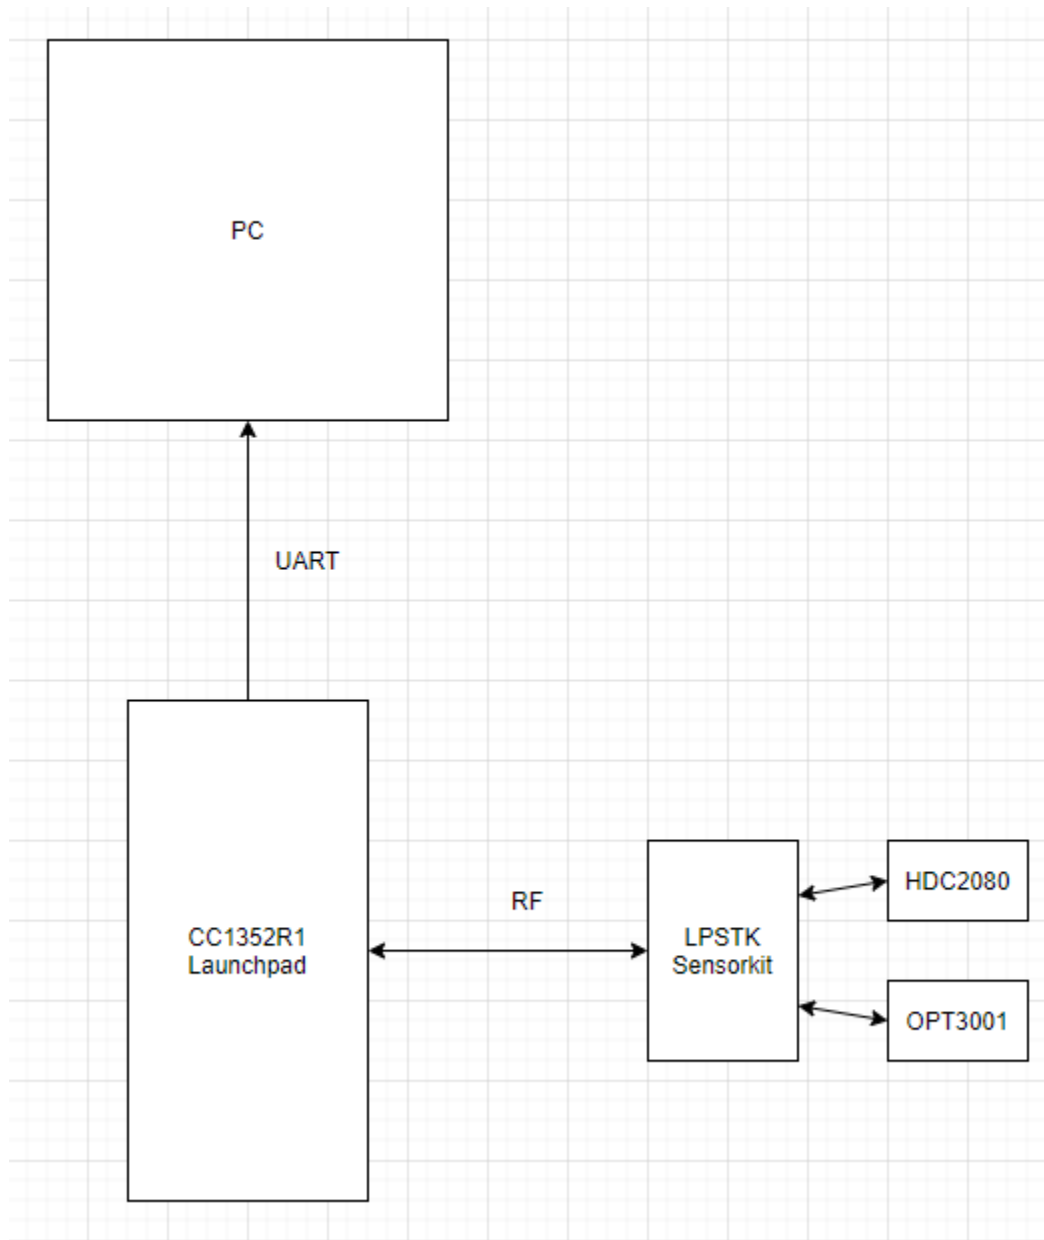 PC
UART
CC1352R1
Launchpad
RF
LPSTK
Sensorkit
HDC2080
OPT3001